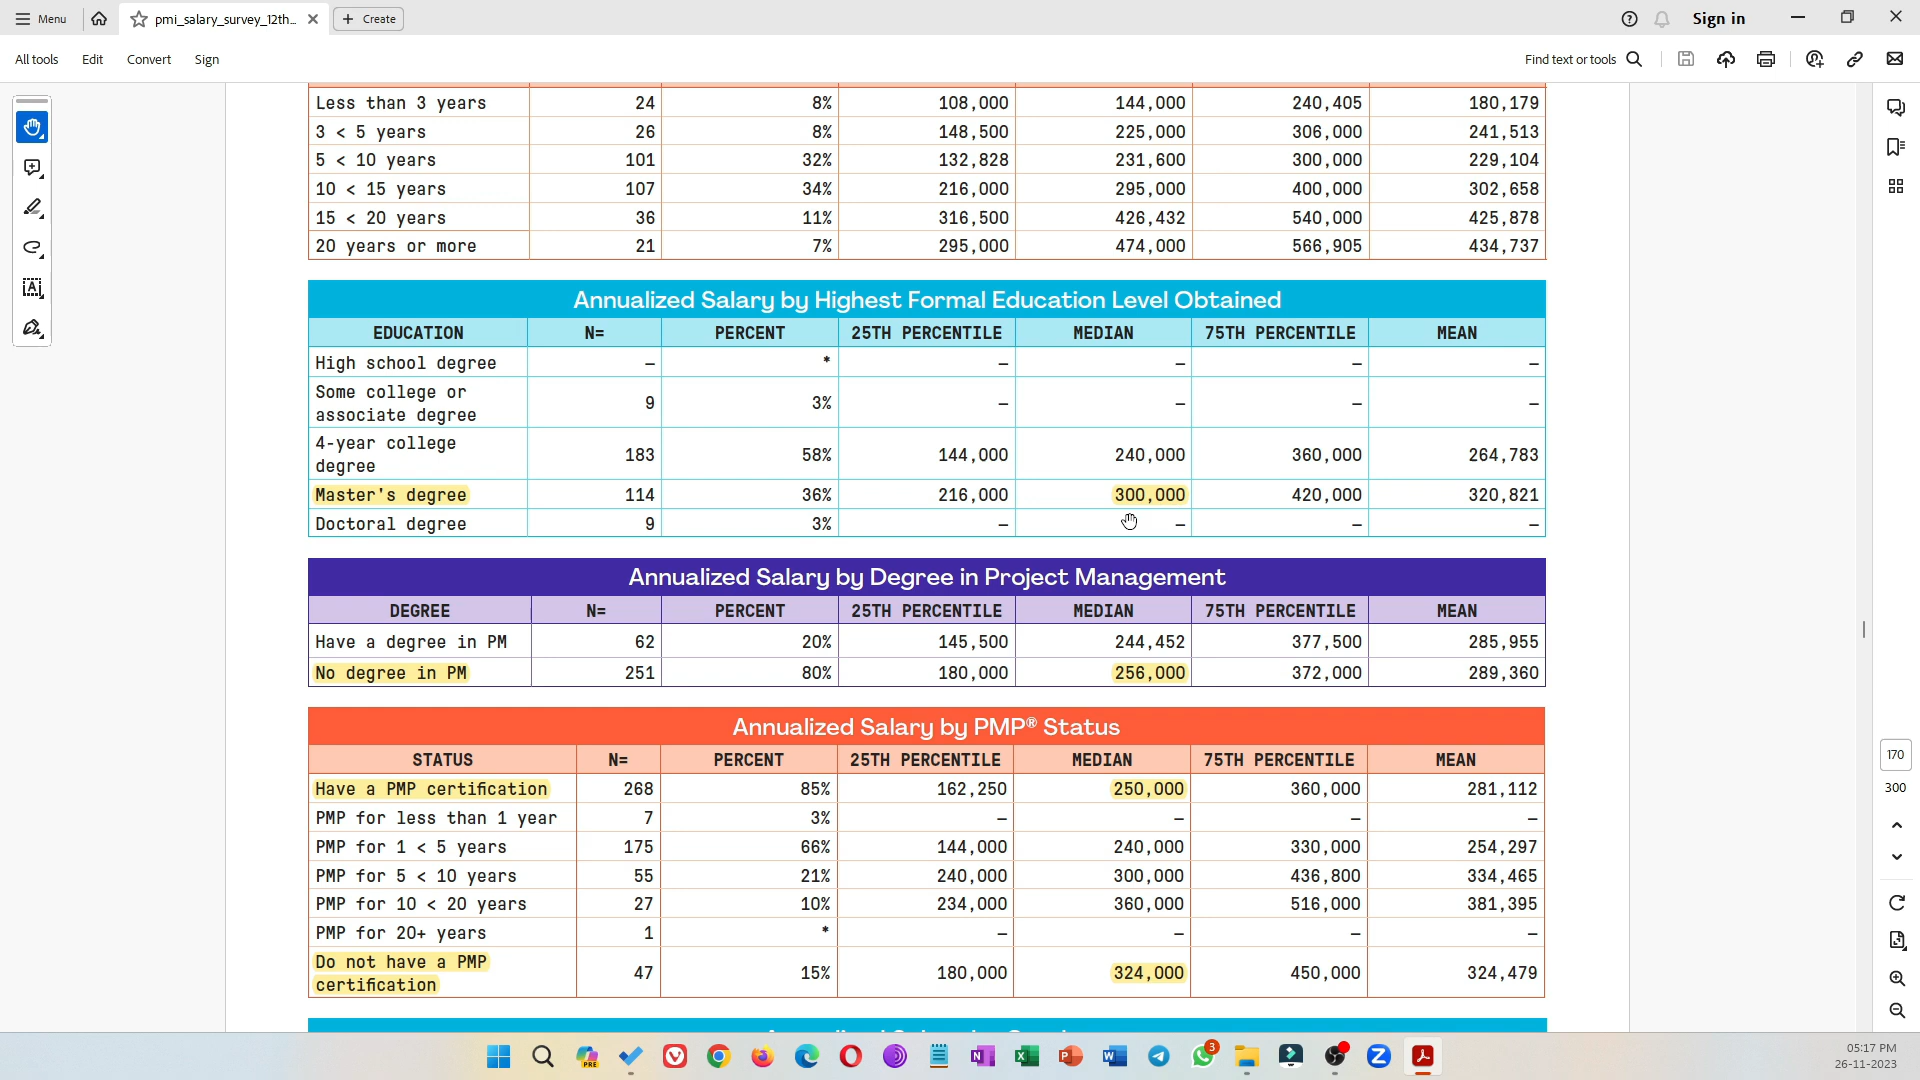 Menu pmi_salary_survey_12th... Create Sign in
All tools Edit Convert Sign Find text or tools
Less than 3 years 24 8% 108,000 144,000 240,405 180,179
3 < 5 years 26 8% 148,500 225,000 306,000 241,513
5 < 10 years 101 32% 132,828 231,600 300,000 229,104
10 < 15 years 107 34% 216,000 295,000 400,000 302,658
15 < 20 years 36 11% 316,500 426,432 540,000 425,878
20 years or more 21 7% 295,000 474,000 566,905 434,737
Annualized Salary by Highest Formal Education Level Obtained
EDUCATION N= PERCENT 25TH PERCENTILE MEDIAN 75TH PERCENTILE MEAN
High school degree – * – – – –
Some college or
associate degree 9 3% – – – –
4-year college
degree 183 58% 144,000 240,000 360,000 264,783
Master's degree 114 36% 216,000 300,000 420,000 320,821
Doctoral degree 9 3% – – – –
Annualized Salary by Degree in Project Management
DEGREE N= PERCENT 25TH PERCENTILE MEDIAN 75TH PERCENTILE MEAN
Have a degree in PM 62 20% 145,500 244,452 377,500 285,955
No degree in PM 251 80% 180,000 256,000 372,000 289,360
Annualized Salary by PMP® Status
STATUS N= PERCENT 25TH PERCENTILE MEDIAN 75TH PERCENTILE MEAN
Have a PMP certification 268 85% 162,250 250,000 360,000 281,112
PMP for less than 1 year 7 3% – – – –
PMP for 1 < 5 years 175 66% 144,000 240,000 330,000 254,297
PMP for 5 < 10 years 55 21% 240,000 300,000 436,800 334,465
PMP for 10 < 20 years 27 10% 234,000 360,000 516,000 381,395
PMP for 20+ years 1 * – – – –
Do not have a PMP
certification 47 15% 180,000 324,000 450,000 324,479
170
300
3
PRE
05:17 PM
26-11-2023